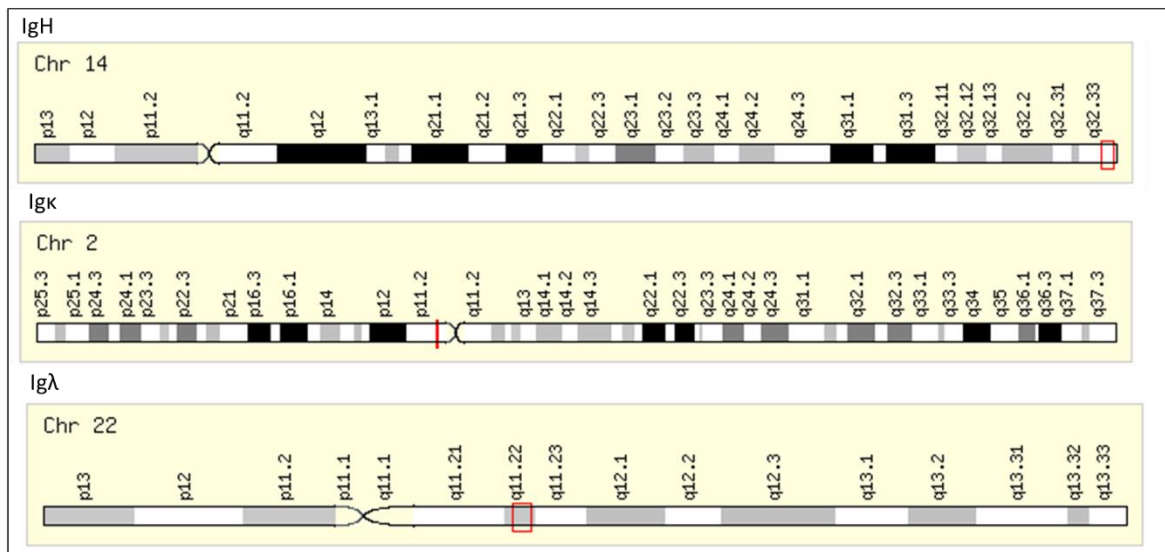 IgH
Chr 14
p13 p12 p11.2 q11.2 q12 q13.1 q21.1 q21.2 q21.3 q22.1 q22.3 q23.1 q23.2 q23.3 q24.1 q24.2 q24.3 q31.1 q31.3 q32.11 q32.12 q32.13 q32.2 q32.31 q32.33
Igκ
Chr 2
p25.3 p25.1 p24.3 p24.1 p23.3 p22.3 p21 p16.3 p16.1 p14 p12 p11.2 q11.2 q13 q14.1 q14.2 q14.3 q22.1 q22.3 q23.3 q24.1 q24.2 q24.3 q31.1 q32.1 q32.3 q33.1 q33.3 q34 q35 q36.1 q36.3 q37.1 q37.3
Igλ
Chr 22
p13 p12 p11.2 p11.1 q11.1 q11.21 q11.22 q11.23 q12.1 q12.2 q12.3 q13.1 q13.2 q13.31 q13.32 q13.33